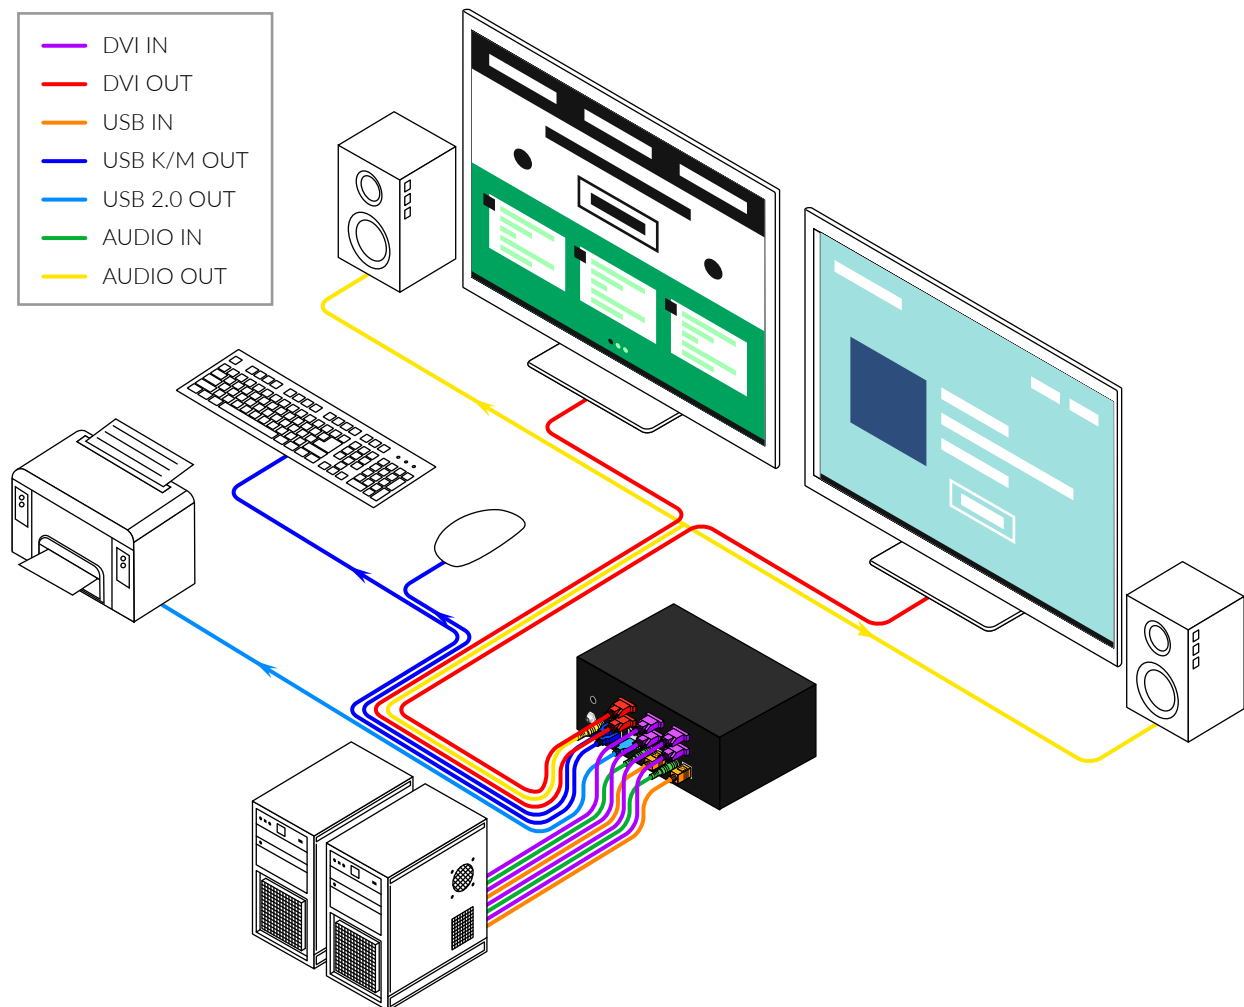 DVI IN
DVI OUT
USB IN
USB K/M OUT
USB 2.0 OUT
AUDIO IN
AUDIO OUT